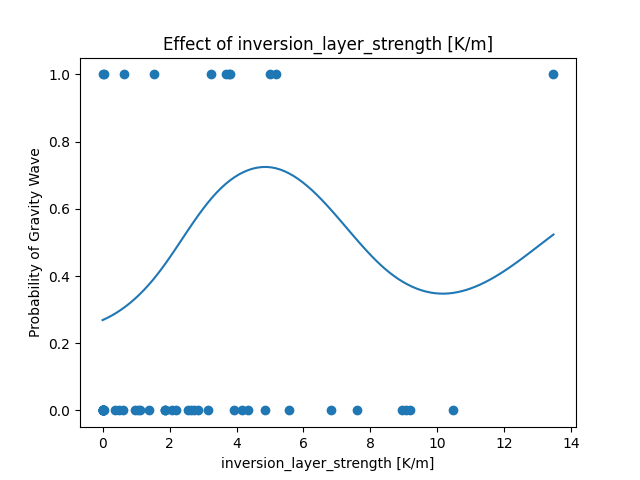 Effect of inversion_layer_strength [K/m]
Probability of Gravity Wave
1.0
0.8
0.6
0.4
0.2
0.0
0 2 4 6 8 10 12 14
inversion_layer_strength [K/m]